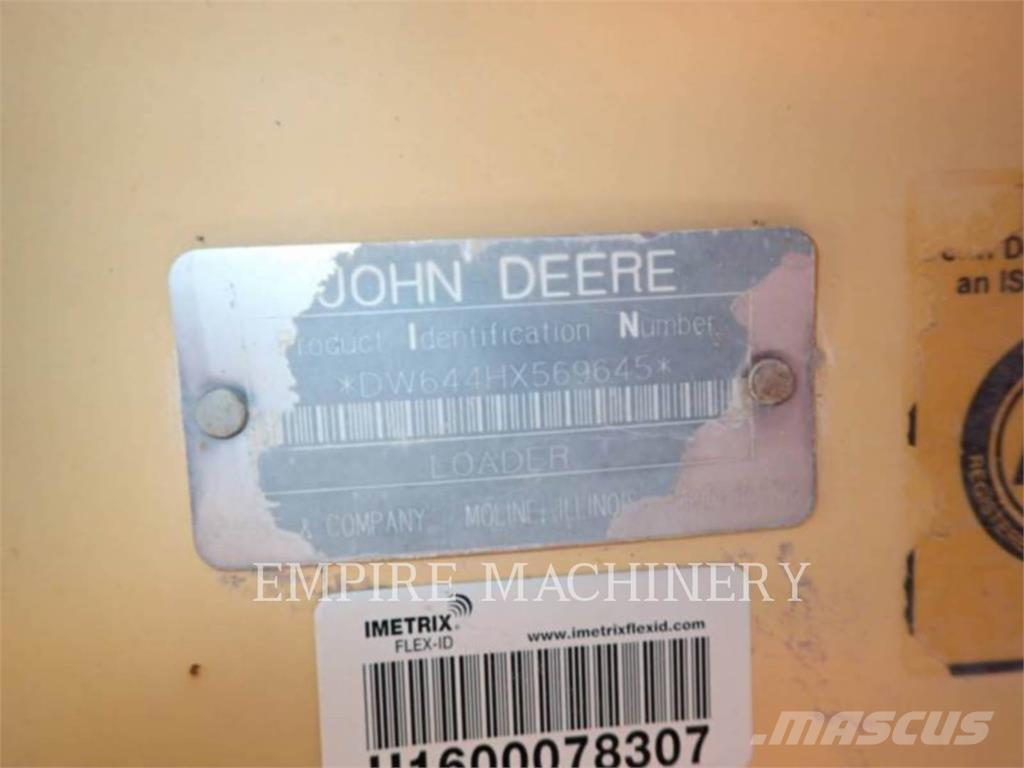 JOHN DEERE
Product Identification Number
*DW644HX569645*
LOADER
& COMPANY MOLINE, ILLINOIS
EMPIRE MACHINERY
IMETRIX
FLEX-ID
www.imetrixflexid.com
U1600078307
an IS
REGISTE
MASCUS